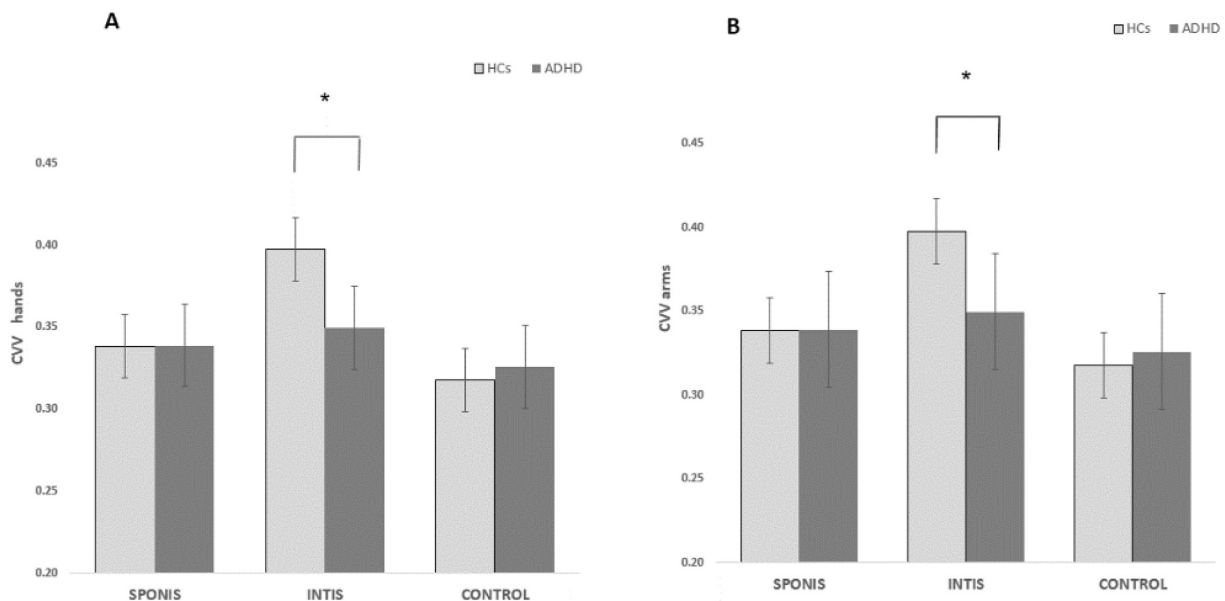 A
HCs ADHD
*
0.45
0.40
0.35
0.30
0.25
0.20
CVV hands
SPONIS INTIS CONTROL
B
HCs ADHD
*
0.45
0.40
0.35
0.30
0.25
0.20
CVV arms
SPONIS INTIS CONTROL